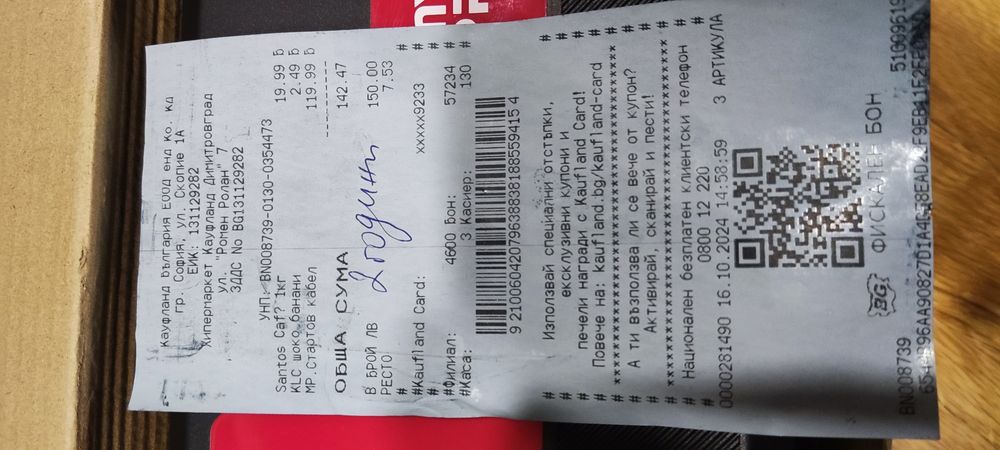 Кауфланд България ЕООД енд Ко. КД
гр. София, ул. Скопие 1А
ЕИК: 131129282
Хипермаркет Кауфланд Димитровград
ул. "Ромен Ролан" 7
ЗДДС No BG131129282
УНП: BN008739-0130-0354473
Santos Caf? 1кг 19.99 Б
KLC шоко.банани 2.49 Б
МР.стартов кабел 119.99 Б
ОБЩА СУМА 142.47
В БРОЙ ЛВ 150.00
РЕСТО 7.53
2 години
# #
#Kaufland Card: xxxxx9233 #
# #
#Филиал: 4600 Бон: 57234 #
#Каса: 3 Касиер: 130 #
9 210060420796388381885594 15 4
# Използвай специални отстъпки, #
# ексклузивни купони и #
# печели награди с Kaufland Card! #
# Повече на: kaufland.bg/kaufland-card #
# А ти възползва ли се вече от купон? #
# Активирай, сканирай и пести! #
# Национален безплатен клиентски телефон #
# 0800 12 220 #
0000281490 16.10.2024 14:58:59 3 АРТИКУЛА
BG
ФИСКАЛЕН БОН
BN008739